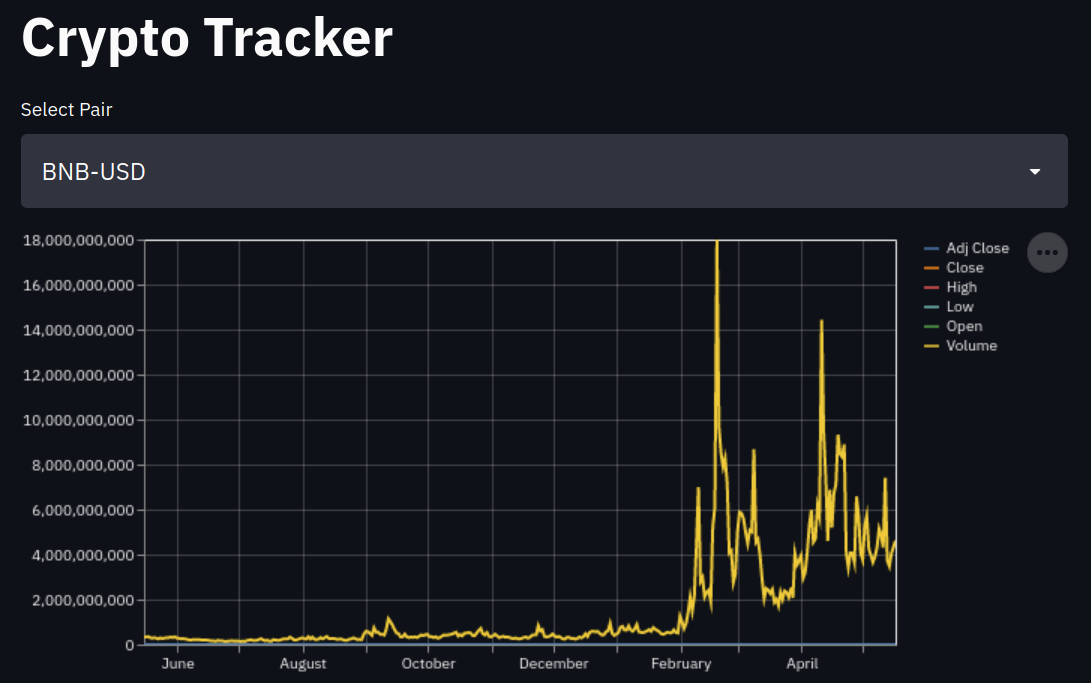 Crypto Tracker
Select Pair
BNB-USD
18,000,000,000
16,000,000,000
14,000,000,000
12,000,000,000
10,000,000,000
8,000,000,000
6,000,000,000
4,000,000,000
2,000,000,000
0
June August October December February April
Adj Close
Close
High
Low
Open
Volume